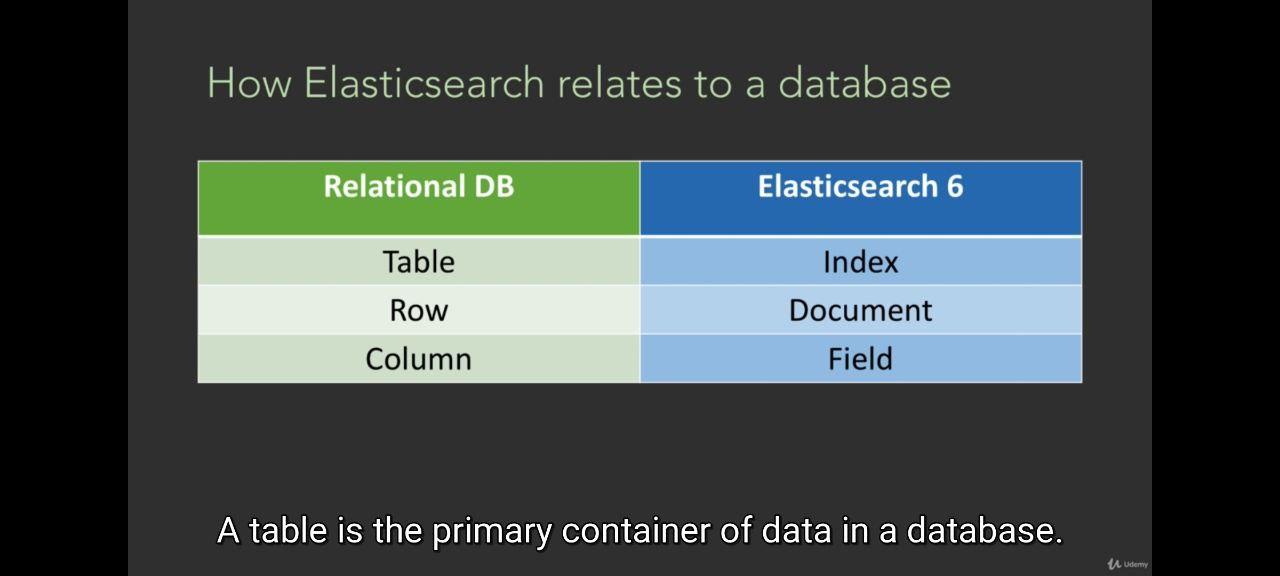 How Elasticsearch relates to a database
Relational DB Elasticsearch 6
Table Index
Row Document
Column Field
A table is the primary container of data in a database.
Udemy